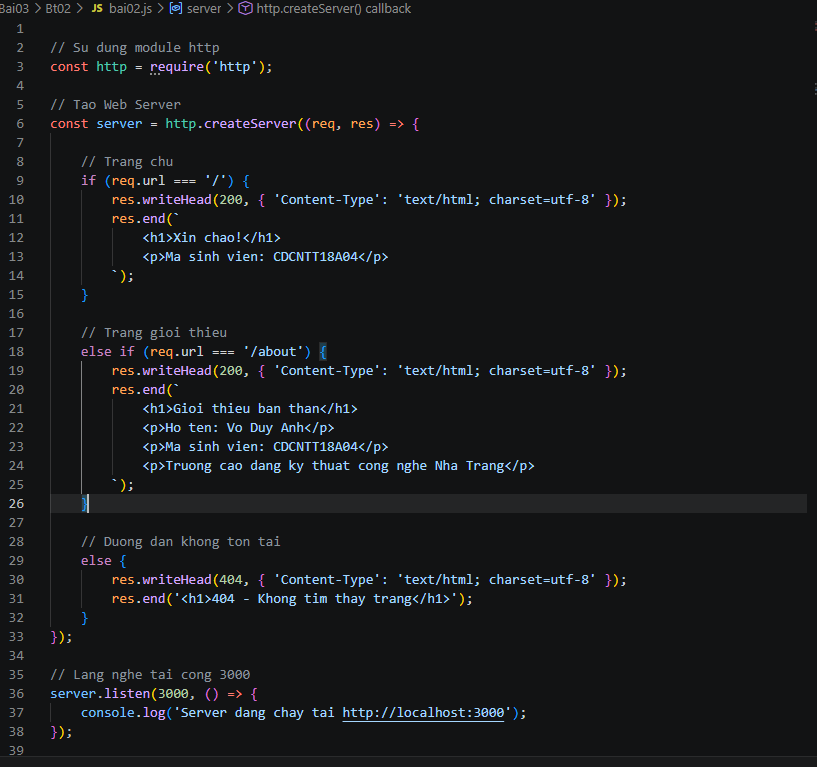 Bai03 > Bt02 > JS bai02.js > server > http.createServer() callback
1
2 // Su dung module http
3 const http = require('http');
4
5 // Tao Web Server
6 const server = http.createServer((req, res) => {
7
8 // Trang chu
9 if (req.url === '/') {
10 res.writeHead(200, { 'Content-Type': 'text/html; charset=utf-8' });
11 res.end(`
12 <h1>Xin chao!</h1>
13 <p>Ma sinh vien: CDCNTT18A04</p>
14 `);
15 }
16
17 // Trang gioi thieu
18 else if (req.url === '/about') {
19 res.writeHead(200, { 'Content-Type': 'text/html; charset=utf-8' });
20 res.end(`
21 <h1>Gioi thieu ban than</h1>
22 <p>Ho ten: Vo Duy Anh</p>
23 <p>Ma sinh vien: CDCNTT18A04</p>
24 <p>Truong cao dang ky thuat cong nghe Nha Trang</p>
25 `);
26 }
27
28 // Duong dan khong ton tai
29 else {
30 res.writeHead(404, { 'Content-Type': 'text/html; charset=utf-8' });
31 res.end('<h1>404 - Khong tim thay trang</h1>');
32 }
33 });
34
35 // Lang nghe tai cong 3000
36 server.listen(3000, () => {
37 console.log('Server dang chay tai http://localhost:3000');
38 });
39